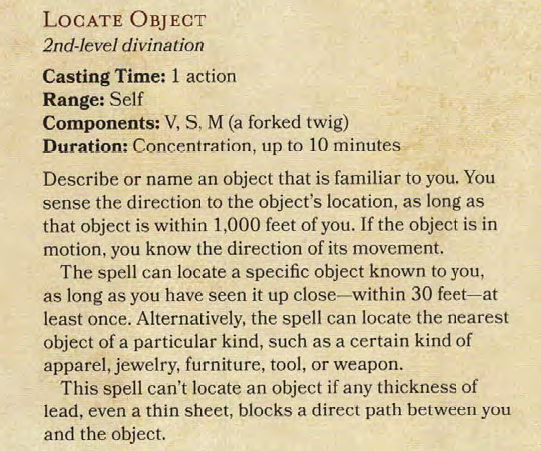 LOCATE OBJECT
2nd-level divination
Casting Time: 1 action
Range: Self
Components: V, S, M (a forked twig)
Duration: Concentration, up to 10 minutes
Describe or name an object that is familiar to you. You
sense the direction to the object's location, as long as
that object is within 1,000 feet of you. If the object is in
motion, you know the direction of its movement.
The spell can locate a specific object known to you,
as long as you have seen it up close—within 30 feet—at
least once. Alternatively, the spell can locate the nearest
object of a particular kind, such as a certain kind of
apparel, jewelry, furniture, tool, or weapon.
This spell can't locate an object if any thickness of
lead, even a thin sheet, blocks a direct path between you
and the object.